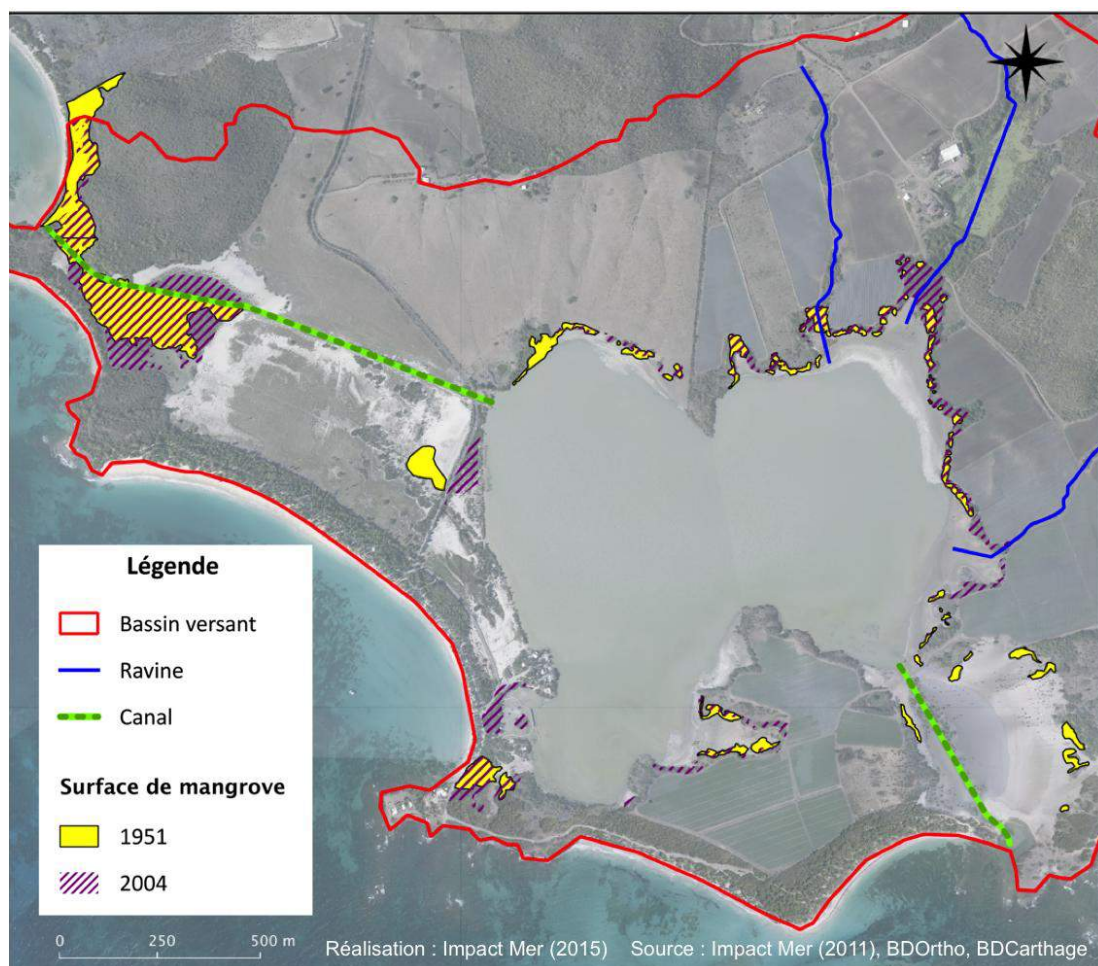 Légende
Bassin versant
Ravine
Canal
Surface de mangrove
1951
2004
0 250 500 m
Réalisation : Impact Mer (2015) Source : Impact Mer (2011), BDOrtho, BDCarthage